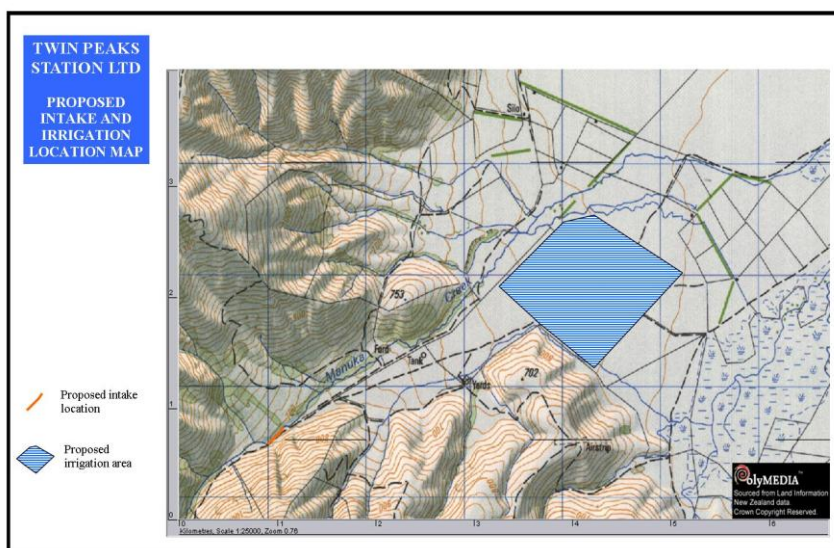 TWIN PEAKS
STATION LTD
PROPOSED
INTAKE AND
IRRIGATION
LOCATION MAP
Silo
753
Creek
Ford
Tank
Manuka
Yards
702
Airstrip
Proposed intake
location
Proposed
irrigation area
3
2
1
0
10
11
12
13
14
15
16
Kilometres, Scale 1:25000, Zoom 0.76
PolyMEDIA™
Sourced from Land Information
New Zealand data
Crown Copyright Reserved.